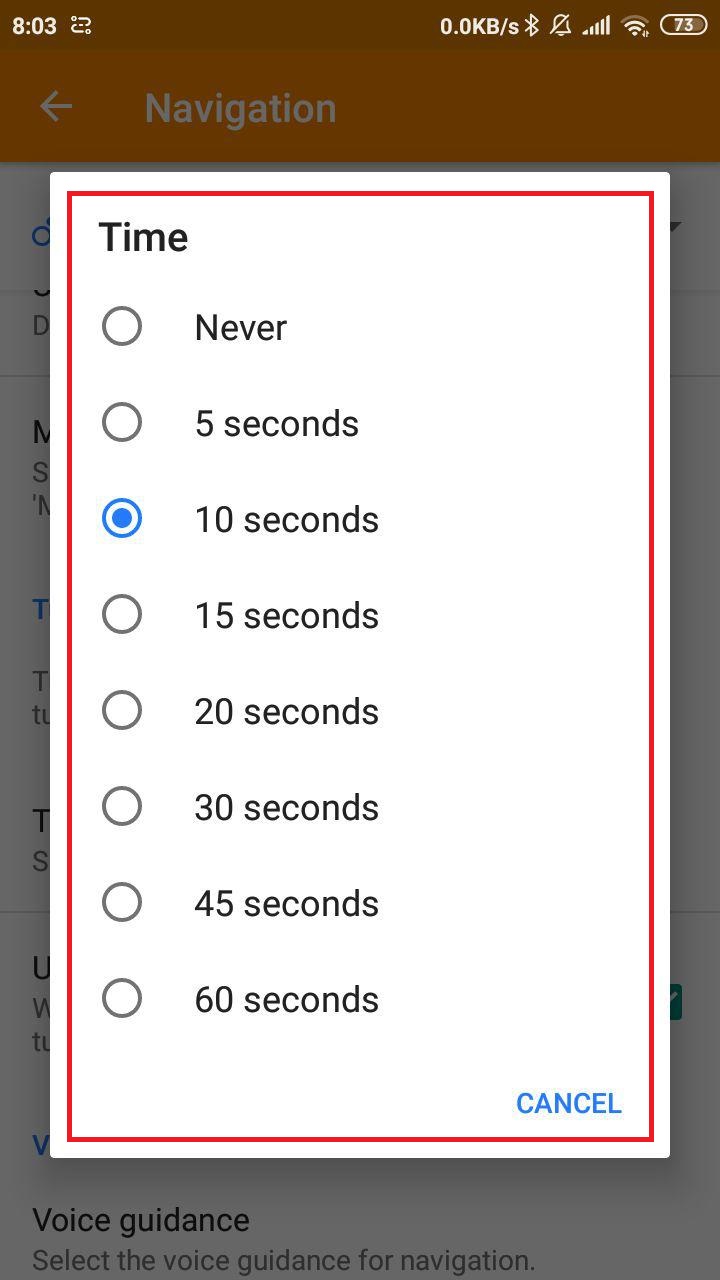 8:03 0.0KB/s 73
Navigation
Time
Never
5 seconds
10 seconds
15 seconds
20 seconds
30 seconds
45 seconds
60 seconds
CANCEL
Voice guidance
Select the voice guidance for navigation.